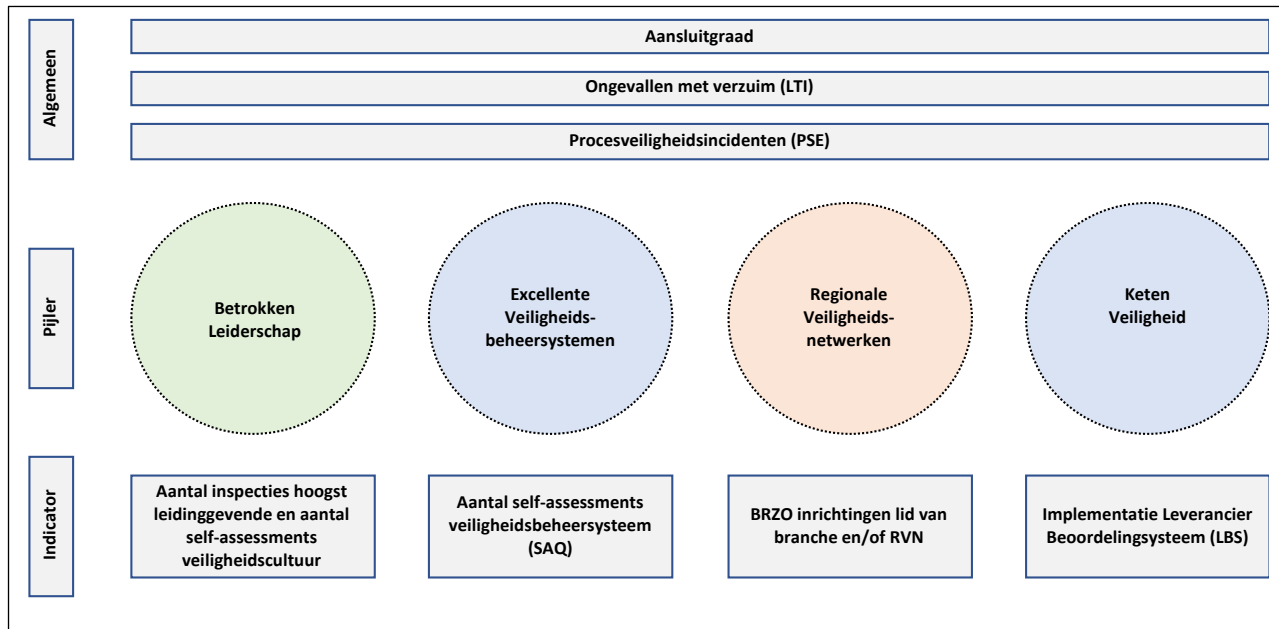 Algemeen
Aansluitgraad
Ongevallen met verzuim (LTI)
Procesveiligheidsincidenten (PSE)
Pijler
Betrokken
Leiderschap
Excellente
Veiligheids-
beheersystemen
Regionale
Veiligheids-
netwerken
Keten
Veiligheid
Indicator
Aantal inspecties hoogst
leidinggevende en aantal
self-assessments
veiligheidscultuur
Aantal self-assessments
veiligheidsbeheersysteem
(SAQ)
BRZO inrichtingen lid van
branche en/of RVN
Implementatie Leverancier
Beoordelingsysteem (LBS)